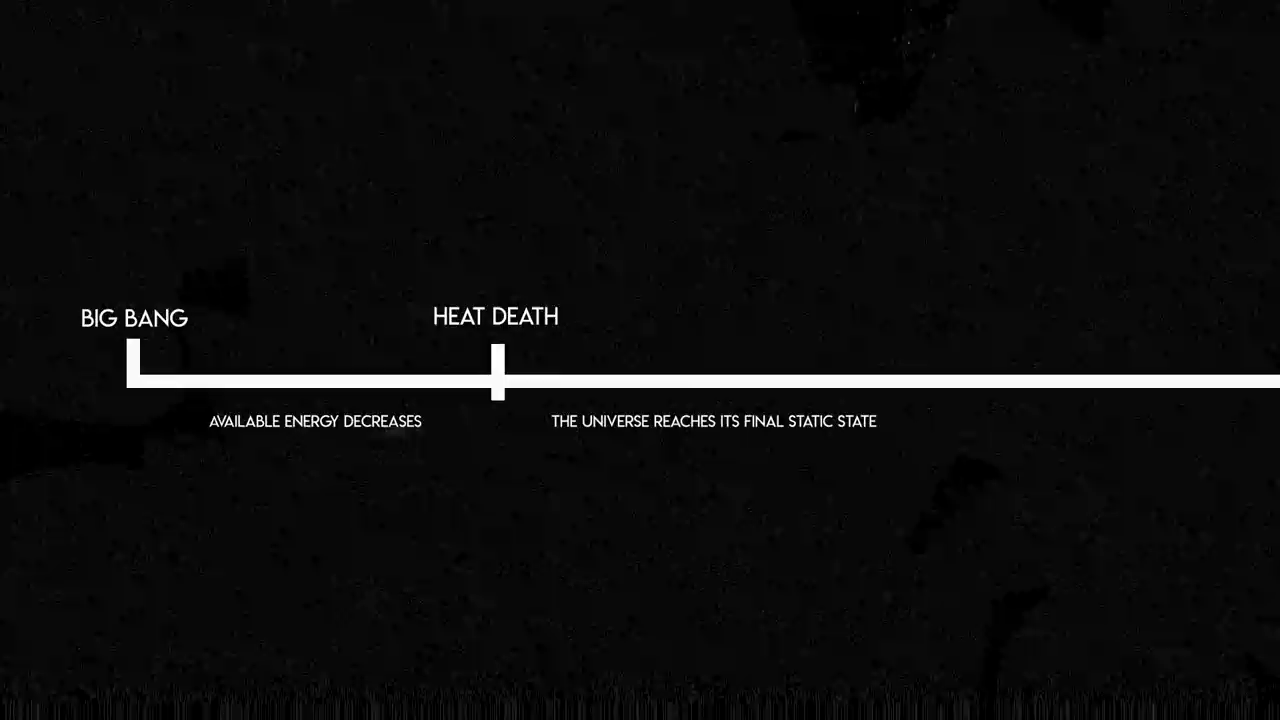 BIG BANG
HEAT DEATH
AVAILABLE ENERGY DECREASES
THE UNIVERSE REACHES ITS FINAL STATIC STATE